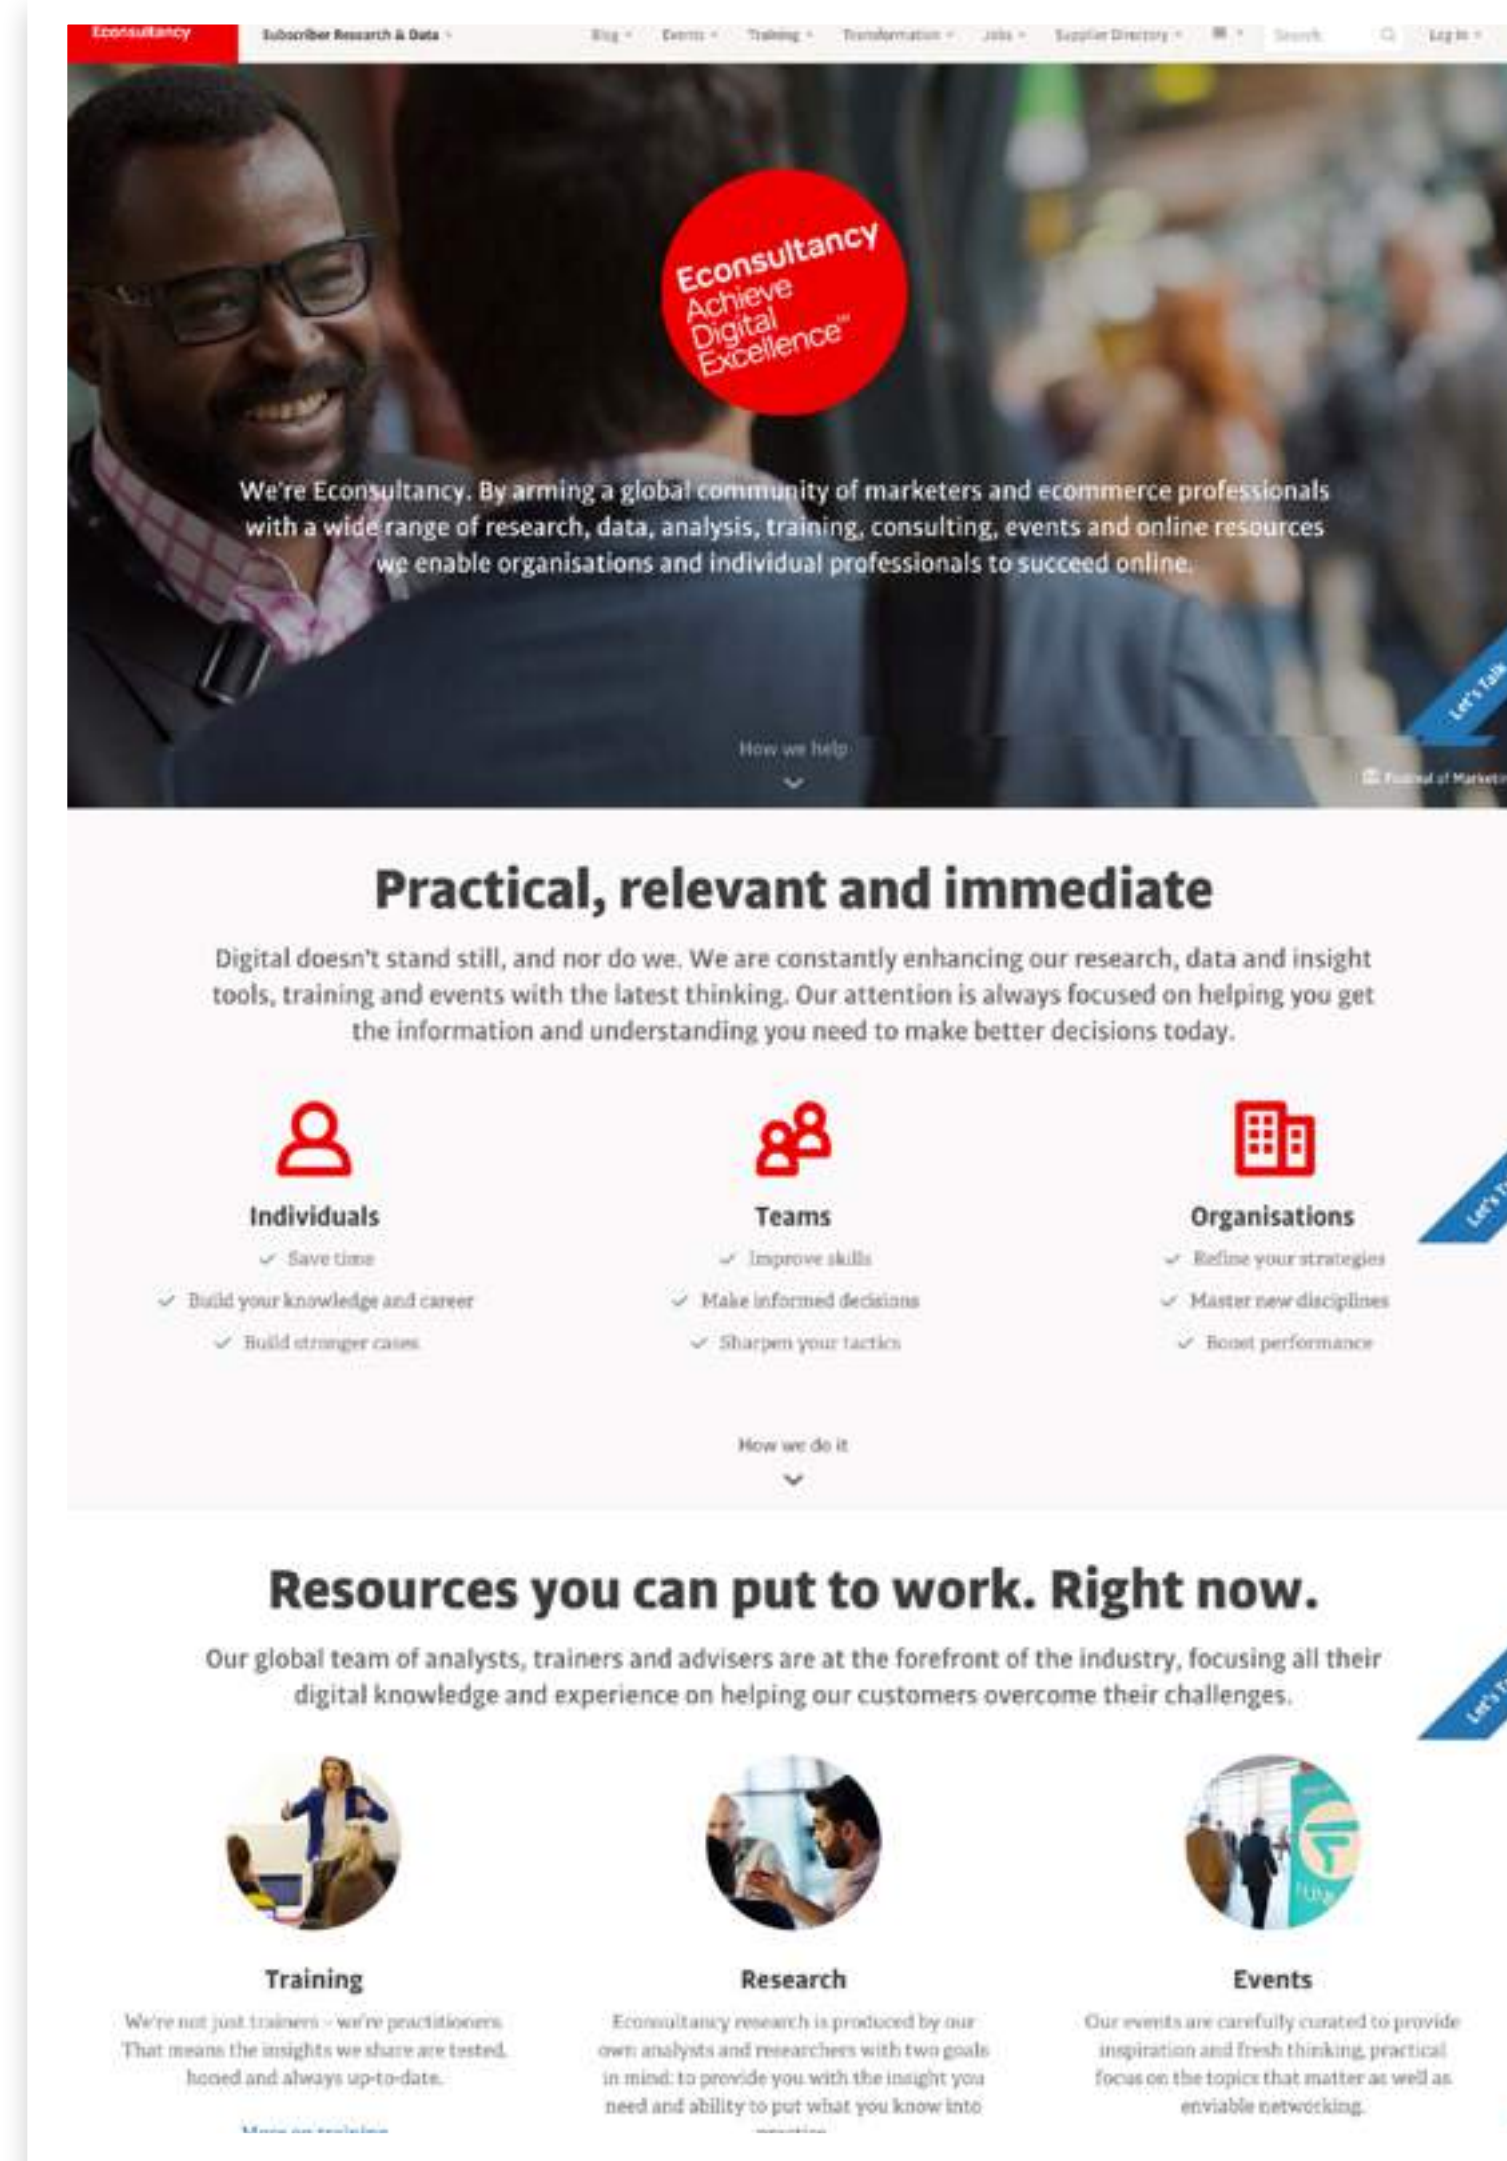 Econsultancy
Subscriber Research & Data
Blog Events Training Transformation Jobs Supplier Directory Search Log In
Econsultancy
Achieve
Digital
Excellence℠
We're Econsultancy. By arming a global community of marketers and ecommerce professionals
with a wide range of research, data, analysis, training, consulting, events and online resources
we enable organisations and individual professionals to succeed online.
Let's Talk
How we help
Festival of Marketin
Practical, relevant and immediate
Digital doesn't stand still, and nor do we. We are constantly enhancing our research, data and insight
tools, training and events with the latest thinking. Our attention is always focused on helping you get
the information and understanding you need to make better decisions today.
Let's T
Individuals
✓ Save time
✓ Build your knowledge and career
✓ Build stronger cases
Teams
✓ Improve skills
✓ Make informed decisions
✓ Sharpen your tactics
Organisations
✓ Refine your strategies
✓ Master new disciplines
✓ Boost performance
How we do it
Resources you can put to work. Right now.
Our global team of analysts, trainers and advisers are at the forefront of the industry, focusing all their
digital knowledge and experience on helping our customers overcome their challenges.
Let's T
Training
We're not just trainers – we're practitioners.
That means the insights we share are tested,
honed and always up-to-date.
More on training
Research
Econsultancy research is produced by our
own analysts and researchers with two goals
in mind: to provide you with the insight you
need and ability to put what you know into
practice.
Events
Our events are carefully curated to provide
inspiration and fresh thinking, practical
focus on the topics that matter as well as
enviable networking.